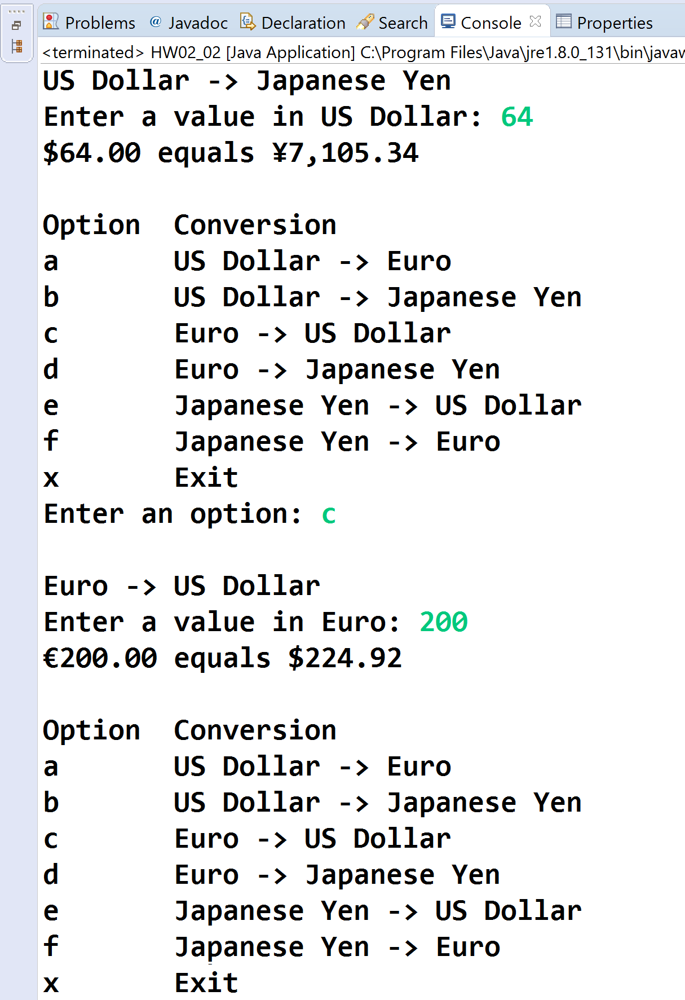 Problems @ Javadoc Declaration Search Console Properties
<terminated> HW02_02 [Java Application] C:\Program Files\Java\jre1.8.0_131\bin\javaw
US Dollar -> Japanese Yen
Enter a value in US Dollar: 64
$64.00 equals ¥7,105.34
Option  Conversion
a       US Dollar -> Euro
b       US Dollar -> Japanese Yen
c       Euro -> US Dollar
d       Euro -> Japanese Yen
e       Japanese Yen -> US Dollar
f       Japanese Yen -> Euro
x       Exit
Enter an option: c
Euro -> US Dollar
Enter a value in Euro: 200
€200.00 equals $224.92
Option  Conversion
a       US Dollar -> Euro
b       US Dollar -> Japanese Yen
c       Euro -> US Dollar
d       Euro -> Japanese Yen
e       Japanese Yen -> US Dollar
f       Japanese Yen -> Euro
x       Exit